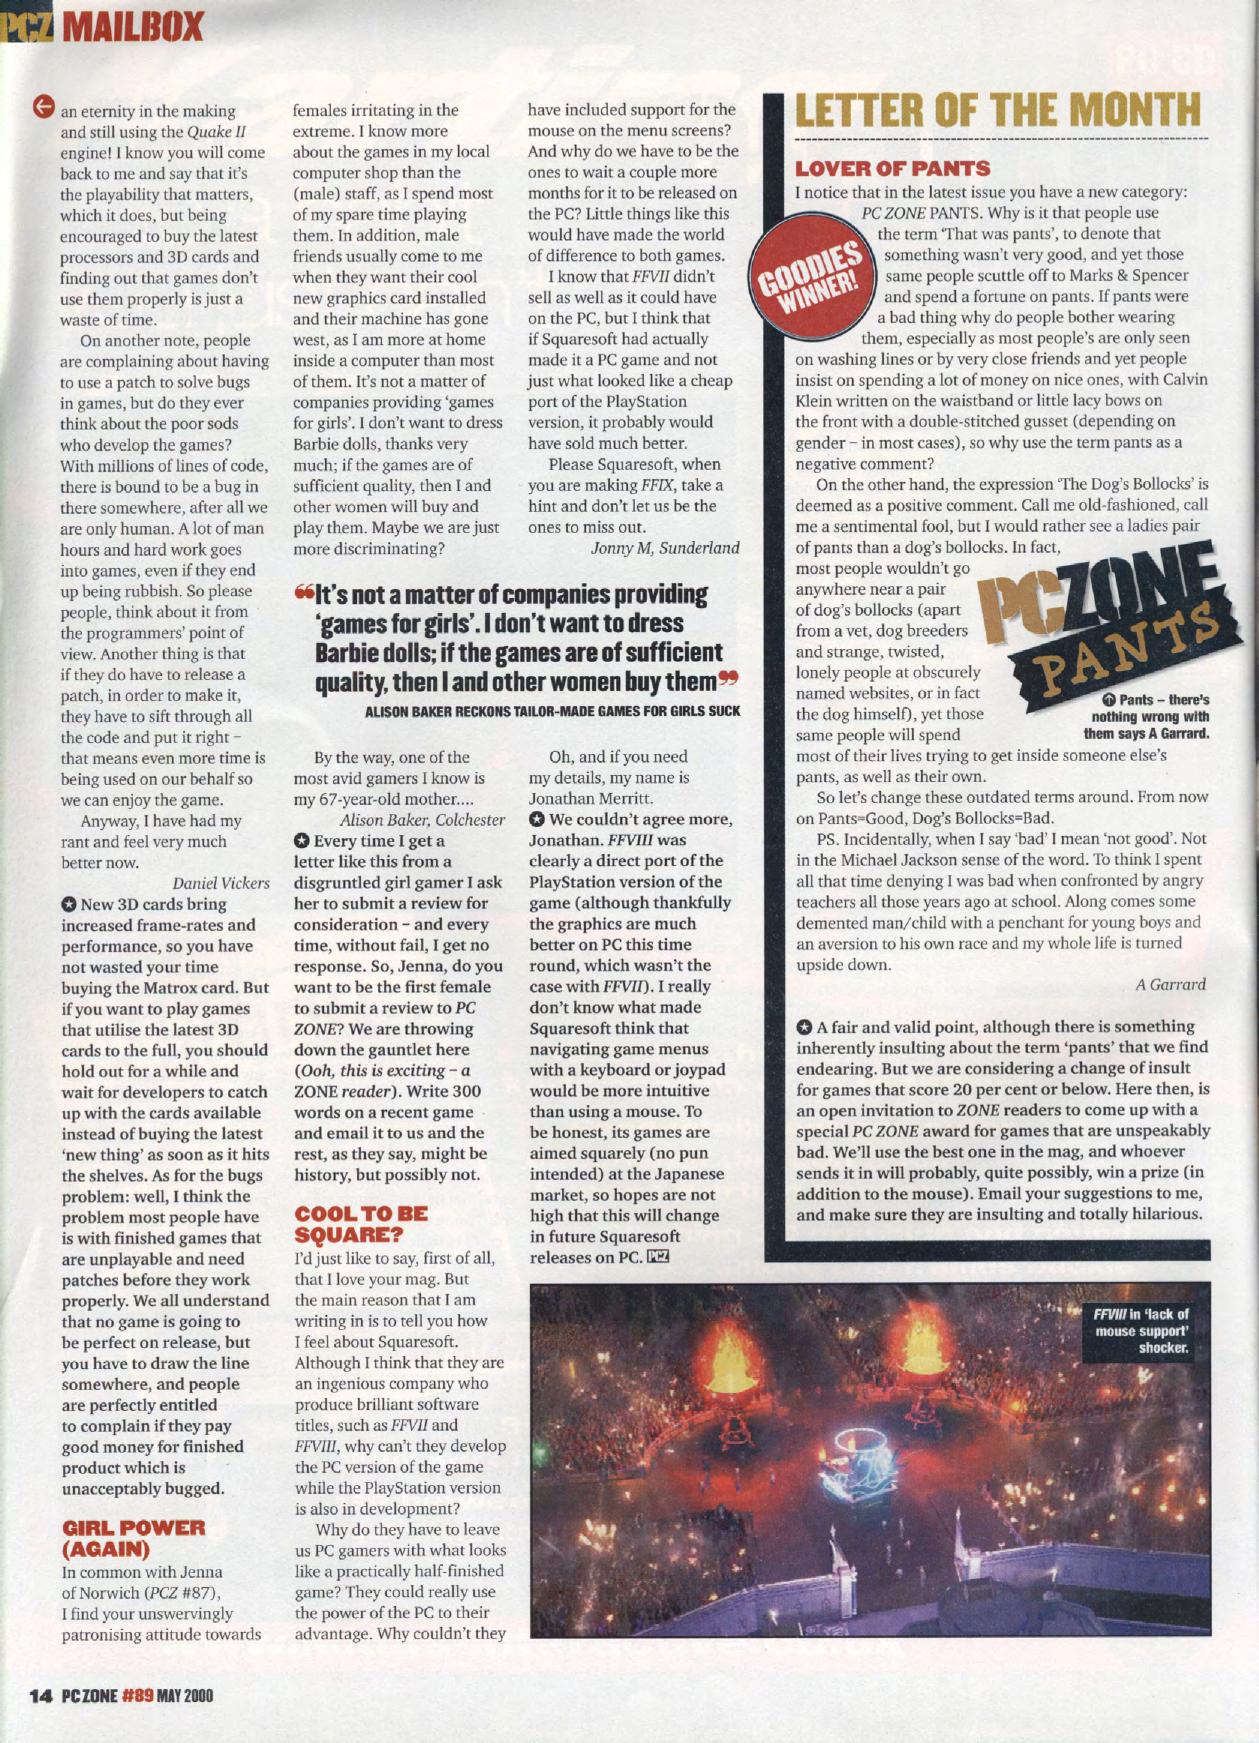 PCZ MAILBOX
an eternity in the making
and still using the Quake II
engine! I know you will come
back to me and say that it's
the playability that matters,
which it does, but being
encouraged to buy the latest
processors and 3D cards and
finding out that games don't
use them properly is just a
waste of time.
On another note, people
are complaining about having
to use a patch to solve bugs
in games, but do they ever
think about the poor sods
who develop the games?
With millions of lines of code,
there is bound to be a bug in
there somewhere, after all we
are only human. A lot of man
hours and hard work goes
into games, even if they end
up being rubbish. So please
people, think about it from
the programmers' point of
view. Another thing is that
if they do have to release a
patch, in order to make it,
they have to sift through all
the code and put it right –
that means even more time is
being used on our behalf so
we can enjoy the game.
Anyway, I have had my
rant and feel very much
better now.
Daniel Vickers
New 3D cards bring
increased frame-rates and
performance, so you have
not wasted your time
buying the Matrox card. But
if you want to play games
that utilise the latest 3D
cards to the full, you should
hold out for a while and
wait for developers to catch
up with the cards available
instead of buying the latest
'new thing' as soon as it hits
the shelves. As for the bugs
problem: well, I think the
problem most people have
is with finished games that
are unplayable and need
patches before they work
properly. We all understand
that no game is going to
be perfect on release, but
you have to draw the line
somewhere, and people
are perfectly entitled
to complain if they pay
good money for finished
product which is
unacceptably bugged.
GIRL POWER
(AGAIN)
In common with Jenna
of Norwich (PCZ #87),
I find your unswervingly
patronising attitude towards
females irritating in the
extreme. I know more
about the games in my local
computer shop than the
(male) staff, as I spend most
of my spare time playing
them. In addition, male
friends usually come to me
when they want their cool
new graphics card installed
and their machine has gone
west, as I am more at home
inside a computer than most
of them. It's not a matter of
companies providing 'games
for girls'. I don't want to dress
Barbie dolls, thanks very
much; if the games are of
sufficient quality, then I and
other women will buy and
play them. Maybe we are just
more discriminating?
"It's not a matter of companies providing
'games for girls'. I don't want to dress
Barbie dolls; if the games are of sufficient
quality, then I and other women buy them"
ALISON BAKER RECKONS TAILOR-MADE GAMES FOR GIRLS SUCK
By the way, one of the
most avid gamers I know is
my 67-year-old mother....
Alison Baker, Colchester
Every time I get a
letter like this from a
disgruntled girl gamer I ask
her to submit a review for
consideration – and every
time, without fail, I get no
response. So, Jenna, do you
want to be the first female
to submit a review to PC
ZONE? We are throwing
down the gauntlet here
(Ooh, this is exciting – a
ZONE reader). Write 300
words on a recent game
and email it to us and the
rest, as they say, might be
history, but possibly not.
COOL TO BE
SQUARE?
I'd just like to say, first of all,
that I love your mag. But
the main reason that I am
writing in is to tell you how
I feel about Squaresoft.
Although I think that they are
an ingenious company who
produce brilliant software
titles, such as FFVII and
FFVIII, why can't they develop
the PC version of the game
while the PlayStation version
is also in development?
Why do they have to leave
us PC gamers with what looks
like a practically half-finished
game? They could really use
the power of the PC to their
advantage. Why couldn't they
have included support for the
mouse on the menu screens?
And why do we have to be the
ones to wait a couple more
months for it to be released on
the PC? Little things like this
would have made the world
of difference to both games.
I know that FFVII didn't
sell as well as it could have
on the PC, but I think that
if Squaresoft had actually
made it a PC game and not
just what looked like a cheap
port of the PlayStation
version, it probably would
have sold much better.
Please Squaresoft, when
you are making FFIX, take a
hint and don't let us be the
ones to miss out.
Jonny M, Sunderland
Oh, and if you need
my details, my name is
Jonathan Merritt.
We couldn't agree more,
Jonathan. FFVIII was
clearly a direct port of the
PlayStation version of the
game (although thankfully
the graphics are much
better on PC this time
round, which wasn't the
case with FFVII). I really
don't know what made
Squaresoft think that
navigating game menus
with a keyboard or joypad
would be more intuitive
than using a mouse. To
be honest, its games are
aimed squarely (no pun
intended) at the Japanese
market, so hopes are not
high that this will change
in future Squaresoft
releases on PC. PCZ
LETTER OF THE MONTH
LOVER OF PANTS
I notice that in the latest issue you have a new category:
PC ZONE PANTS. Why is it that people use
the term 'That was pants', to denote that
something wasn't very good, and yet those
same people scuttle off to Marks & Spencer
and spend a fortune on pants. If pants were
a bad thing why do people bother wearing
them, especially as most people's are only seen
on washing lines or by very close friends and yet people
insist on spending a lot of money on nice ones, with Calvin
Klein written on the waistband or little lacy bows on
the front with a double-stitched gusset (depending on
gender – in most cases), so why use the term pants as a
negative comment?
On the other hand, the expression 'The Dog's Bollocks' is
deemed as a positive comment. Call me old-fashioned, call
me a sentimental fool, but I would rather see a ladies pair
of pants than a dog's bollocks. In fact,
most people wouldn't go
anywhere near a pair
of dog's bollocks (apart
from a vet, dog breeders
and strange, twisted,
lonely people at obscurely
named websites, or in fact
the dog himself), yet those
same people will spend
most of their lives trying to get inside someone else's
pants, as well as their own.
So let's change these outdated terms around. From now
on Pants=Good, Dog's Bollocks=Bad.
PS. Incidentally, when I say 'bad' I mean 'not good'. Not
in the Michael Jackson sense of the word. To think I spent
all that time denying I was bad when confronted by angry
teachers all those years ago at school. Along comes some
demented man/child with a penchant for young boys and
an aversion to his own race and my whole life is turned
upside down.
A Garrard
A fair and valid point, although there is something
inherently insulting about the term 'pants' that we find
endearing. But we are considering a change of insult
for games that score 20 per cent or below. Here then, is
an open invitation to ZONE readers to come up with a
special PC ZONE award for games that are unspeakably
bad. We'll use the best one in the mag, and whoever
sends it in will probably, quite possibly, win a prize (in
addition to the mouse). Email your suggestions to me,
and make sure they are insulting and totally hilarious.
GOODIES
WINNER!
PCZONE
PANTS
Pants – there's
nothing wrong with
them says A Garrard.
FFVIII in 'lack of
mouse support'
shocker.
14 PCZONE #89 MAY 2000